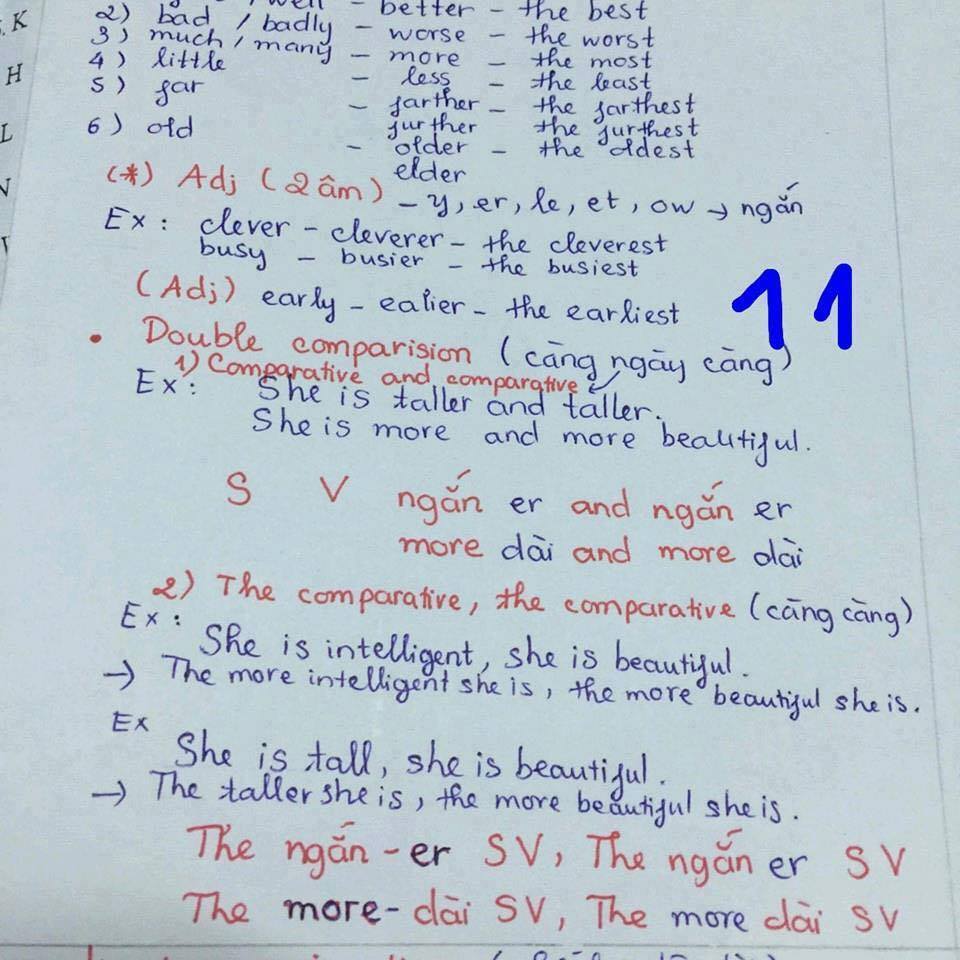 K
H
L
well - better - the best
2) bad / badly - worse - the worst
3) much / many - more - the most
4) little - less - the least
5) far - farther - the farthest
further the furthest
6) old - older - the oldest
elder
(*) Adj (2 âm) - y, er, le, et, ow → ngắn
Ex : clever - cleverer - the cleverest
busy - busier - the busiest
(Adj) early - ealier - the earliest
11
• Double comparision (càng ngày càng)
1) Comparative and comparative
Ex : She is taller and taller.
She is more and more beautiful.
S V ngắn er and ngắn er
more dài and more dài
2) The comparative, the comparative (càng càng)
Ex :
She is intelligent, she is beautiful.
→ The more intelligent she is, the more beautiful she is.
Ex
She is tall, she is beautiful.
→ The taller she is, the more beautiful she is.
The ngắn - er S V, The ngắn er S V
The more - dài S V, The more dài S V